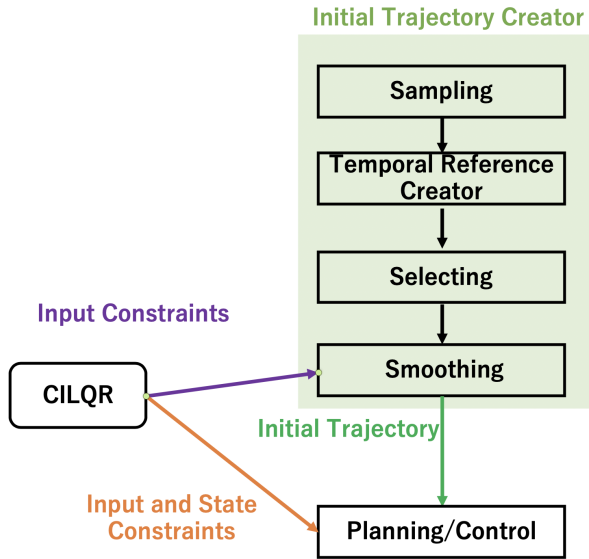 Initial Trajectory Creator
Sampling
Temporal Reference
Creator
Selecting
Input Constraints
Smoothing
CILQR
Initial Trajectory
Input and State
Constraints
Planning/Control